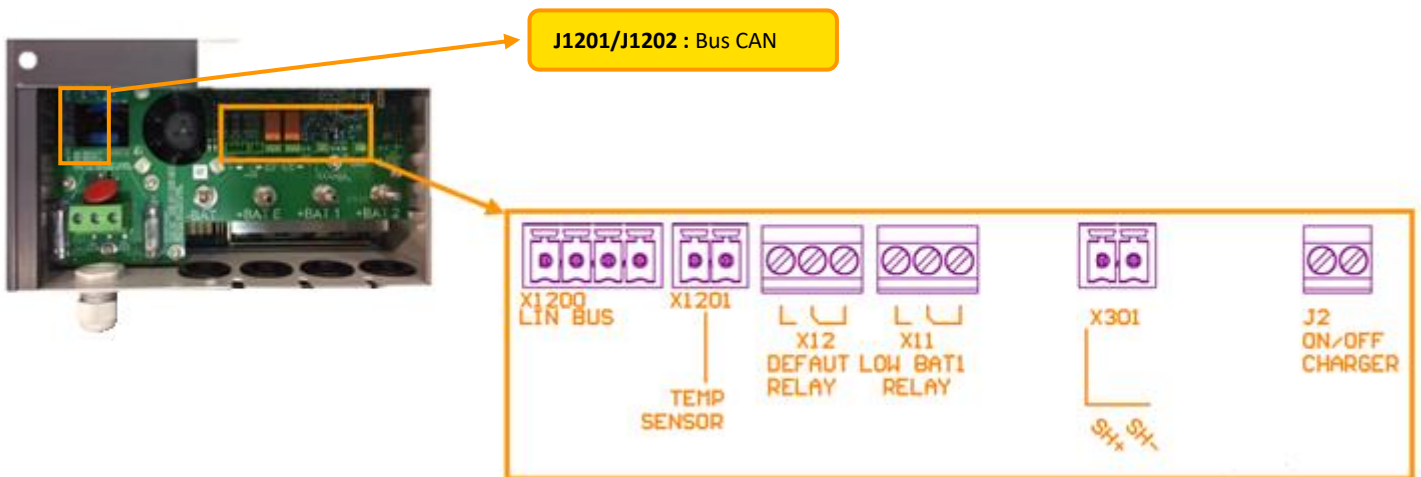 J1201/J1202 : Bus CAN
-BAT
+BAT E
+BAT 1
+BAT 2
X1200
LIN BUS
X1201
TEMP
SENSOR
X12
DEFAUT
RELAY
X11
LOW BAT1
RELAY
X301
SH+
SH-
J2
ON/OFF
CHARGER